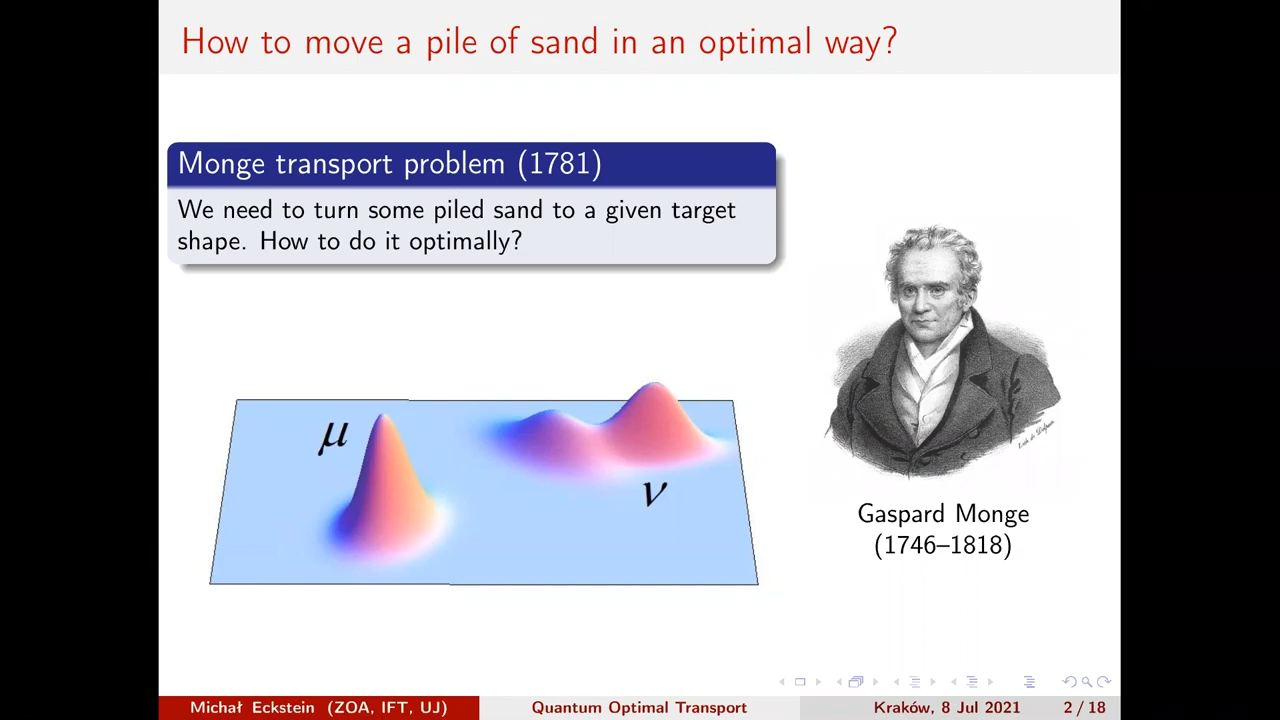 How to move a pile of sand in an optimal way?
Monge transport problem (1781)
We need to turn some piled sand to a given target
shape. How to do it optimally?
μ
ν
Gaspard Monge
(1746–1818)
Michał Eckstein (ZOA, IFT, UJ)
Quantum Optimal Transport
Kraków, 8 Jul 2021
2 / 18